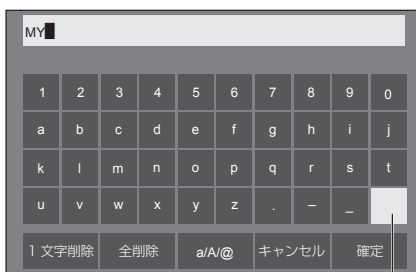 MY
1 2 3 4 5 6 7 8 9 0
a b c d e f g h i j
k l m n o p q r s t
u v w x y z . – _
1 文字削除 全削除 a/A/@ キャンセル 確定